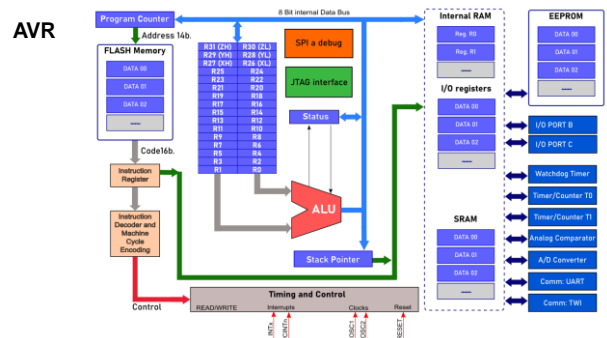 AVR
Program Counter
Address 14b.
FLASH Memory
DATA 00
DATA 01
DATA 02
.....
Code16b.
Instruction
Register
Instruction
Decoder and
Machine
Cycle
Encoding
Control
8 Bit internal Data Bus
R31 (ZH) R30 (ZL)
R29 (YH) R28 (YL)
R27 (XH) R26 (XL)
R25 R24
R23 R22
R21 R20
R19 R18
R17 R16
R15 R14
R13 R12
R11 R10
R9 R8
R7 R6
R5 R4
R3 R2
R1 R0
SPI a debug
JTAG interface
Status
ALU
Stack Pointer
Timing and Control
READ/WRITE Interrupts Clocks Reset
INTx
PCINTn
OSC1
OSC2
RESET
Internal RAM
Reg. R0
Reg. R1
.....
I/O registers
DATA 00
DATA 01
DATA 02
.....
SRAM
DATA 00
DATA 01
DATA 02
.....
EEPROM
DATA 00
DATA 01
DATA 02
.....
I/O PORT B
I/O PORT C
Watchdog Timer
Timer/Counter T0
Timer/Counter T1
Analog Comparator
A/D Converter
Comm: UART
Comm: TWI